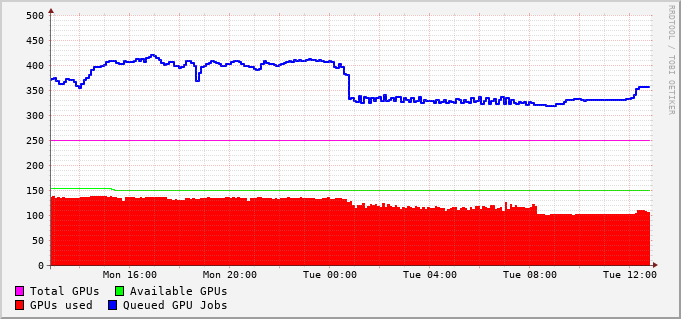 500
450
400
350
300
250
200
150
100
50
0
Mon 16:00 Mon 20:00 Tue 00:00 Tue 04:00 Tue 08:00 Tue 12:00
Total GPUs Available GPUs
GPUs used Queued GPU Jobs
RRDTOOL / TOBI OETIKER